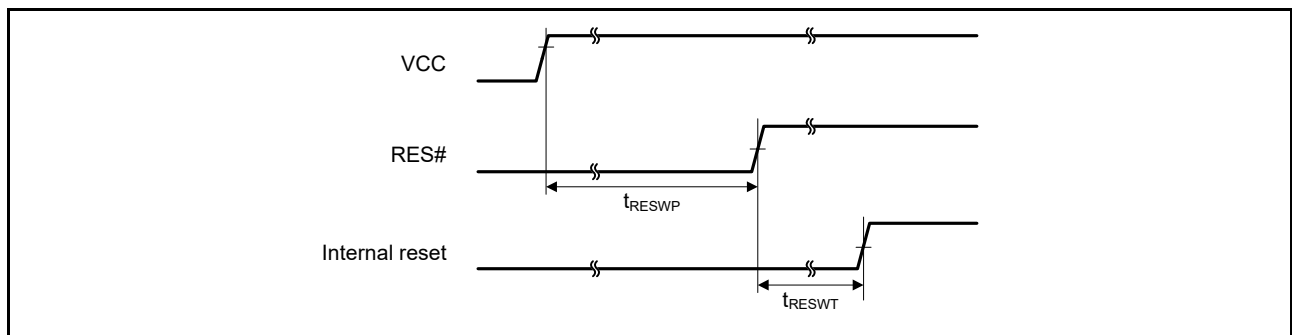 VCC
RES#
tRESWP
Internal reset
tRESWT